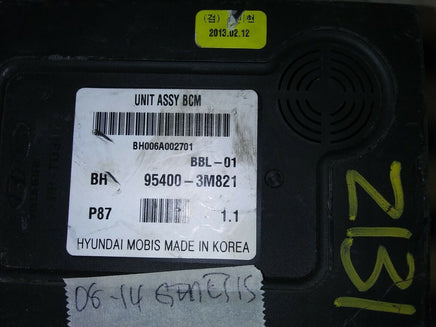 2013.02.12
UNIT ASSY BCM
BH006A002701
BBL-01
BH 95400-3M821
P87 1.1
HYUNDAI MOBIS MADE IN KOREA
06-14 GENESIS
2131